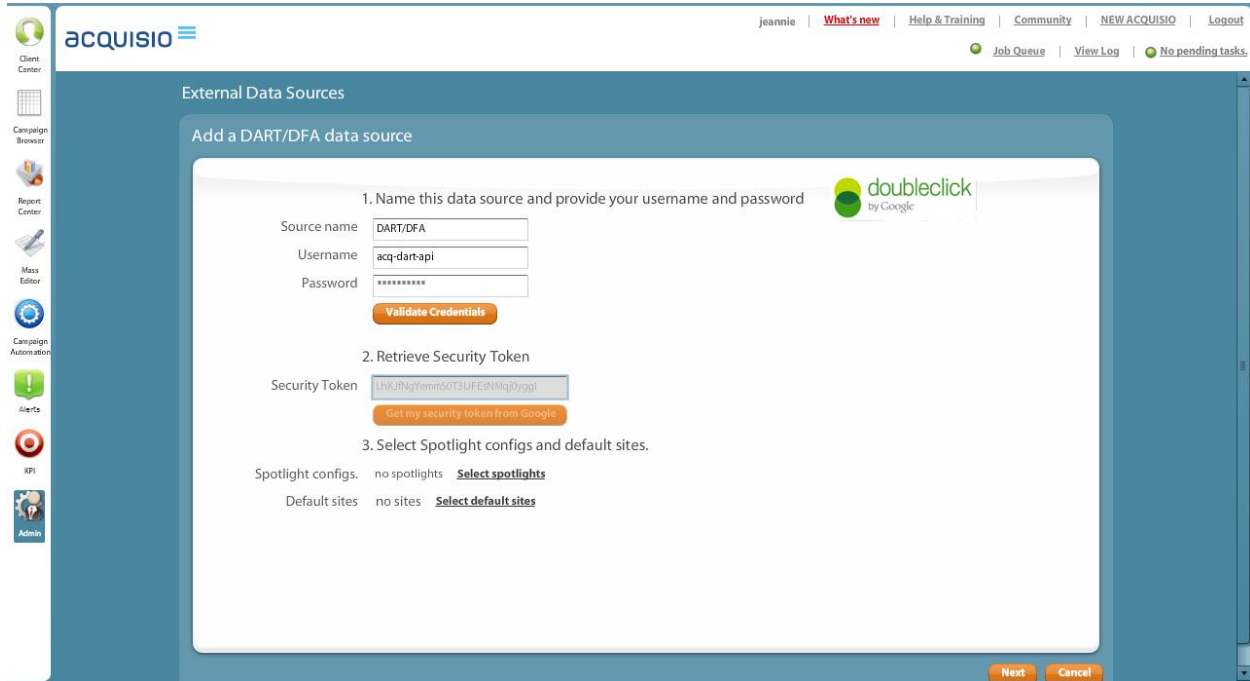 jeannie | What's new | Help & Training | Community | NEW ACQUISIO | Logout
acquisio
Job Queue | View Log | No pending tasks.
Client
Center
Campaign
Browser
Report
Center
Mass
Editor
Campaign
Automation
Alerts
KPI
Admin
External Data Sources
Add a DART/DFA data source
doubleclick
by Google
1. Name this data source and provide your username and password
Source name DART/DFA
Username acq-dart-api
Password **********
Validate Credentials
2. Retrieve Security Token
Security Token
Get my security token from Google
3. Select Spotlight configs and default sites.
Spotlight configs. no spotlights Select spotlights
Default sites no sites Select default sites
Next Cancel